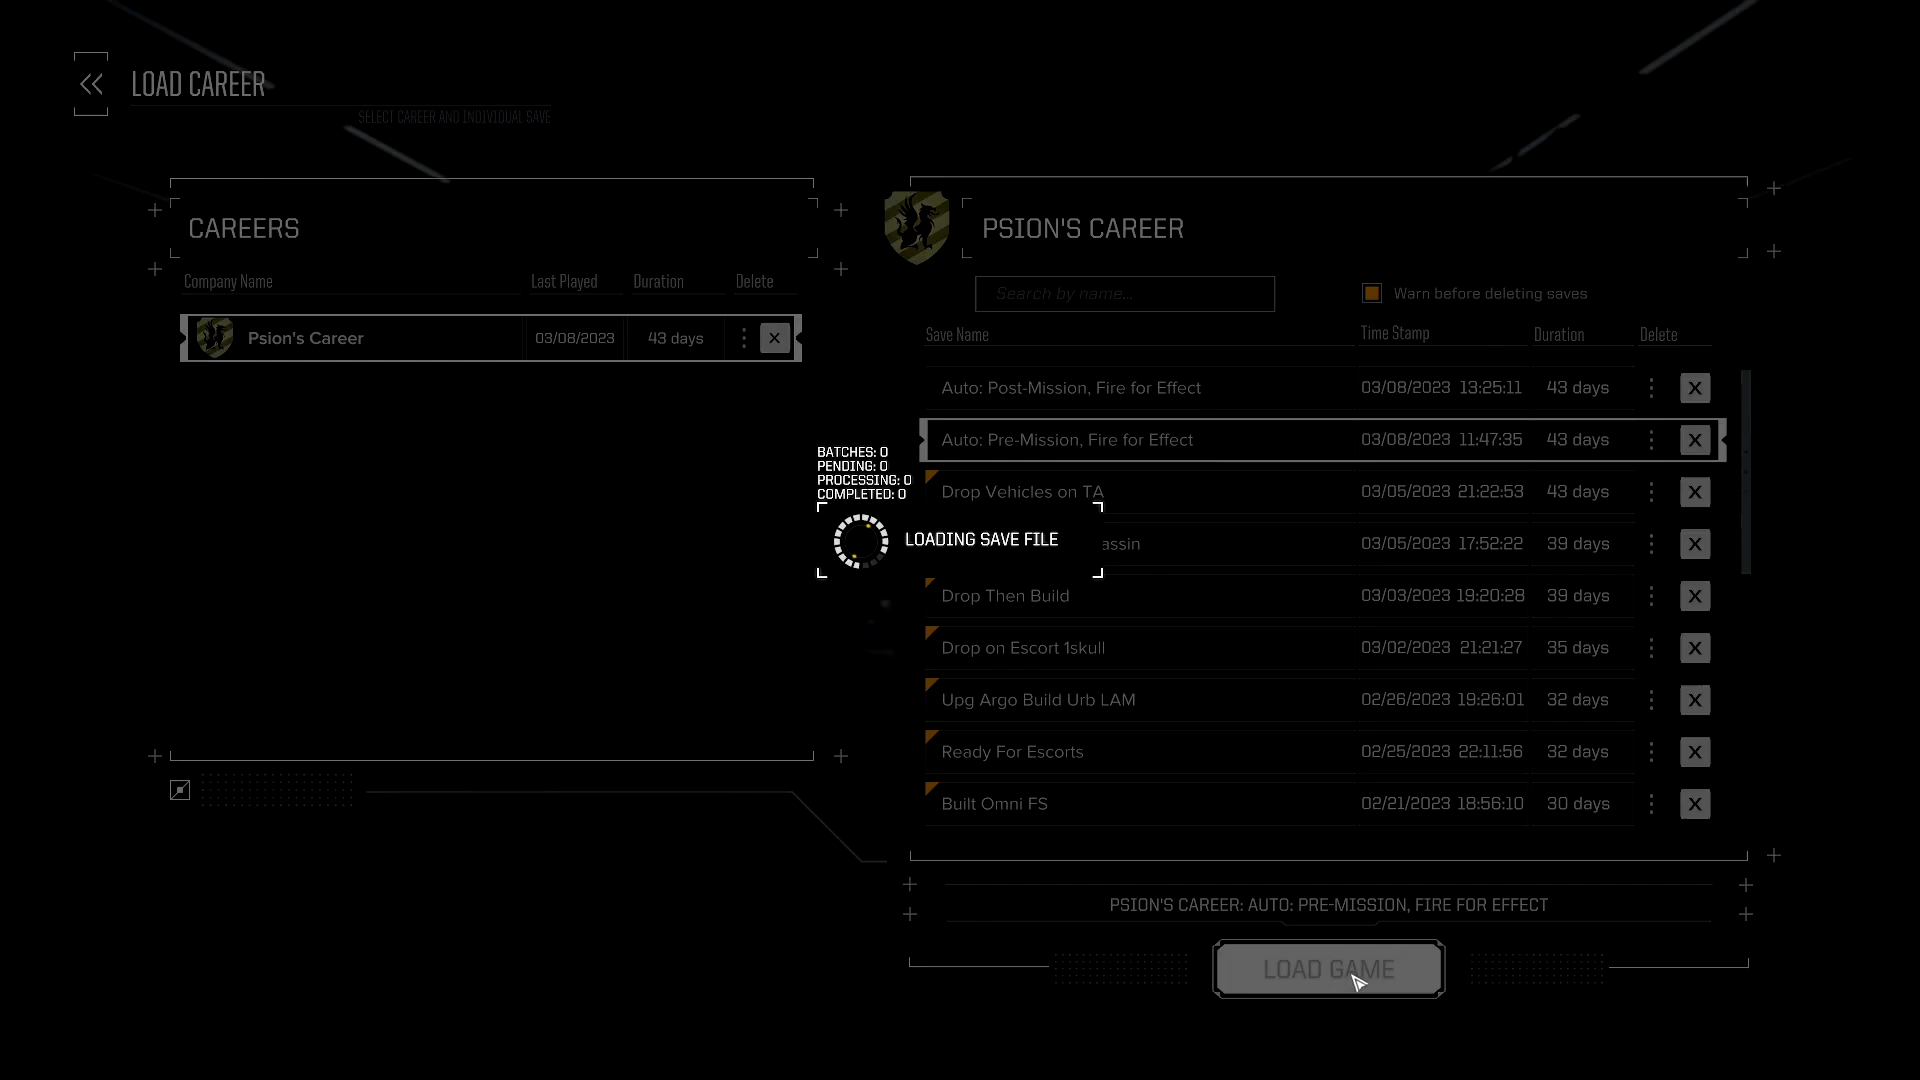 LOAD CAREER
SELECT CAREER AND INDIVIDUAL SAVE
CAREERS
Company Name Last Played Duration Delete
Psion's Career 03/08/2023 43 days X
PSION'S CAREER
Search by name...
Warn before deleting saves
Save Name Time Stamp Duration Delete
Auto: Post-Mission, Fire for Effect 03/08/2023 13:25:11 43 days X
Auto: Pre-Mission, Fire for Effect 03/08/2023 11:47:35 43 days X
BATCHES: 0
PENDING: 0
PROCESSING: 0
COMPLETED: 0
Drop Vehicles on TA 03/05/2023 21:22:53 43 days X
LOADING SAVE FILE
assin 03/05/2023 17:52:22 39 days X
Drop Then Build 03/03/2023 19:20:28 39 days X
Drop on Escort 1skull 03/02/2023 21:21:27 35 days X
Upg Argo Build Urb LAM 02/26/2023 19:26:01 32 days X
Ready For Escorts 02/25/2023 22:11:56 32 days X
Built Omni FS 02/21/2023 18:56:10 30 days X
PSION'S CAREER: AUTO: PRE-MISSION, FIRE FOR EFFECT
LOAD GAME